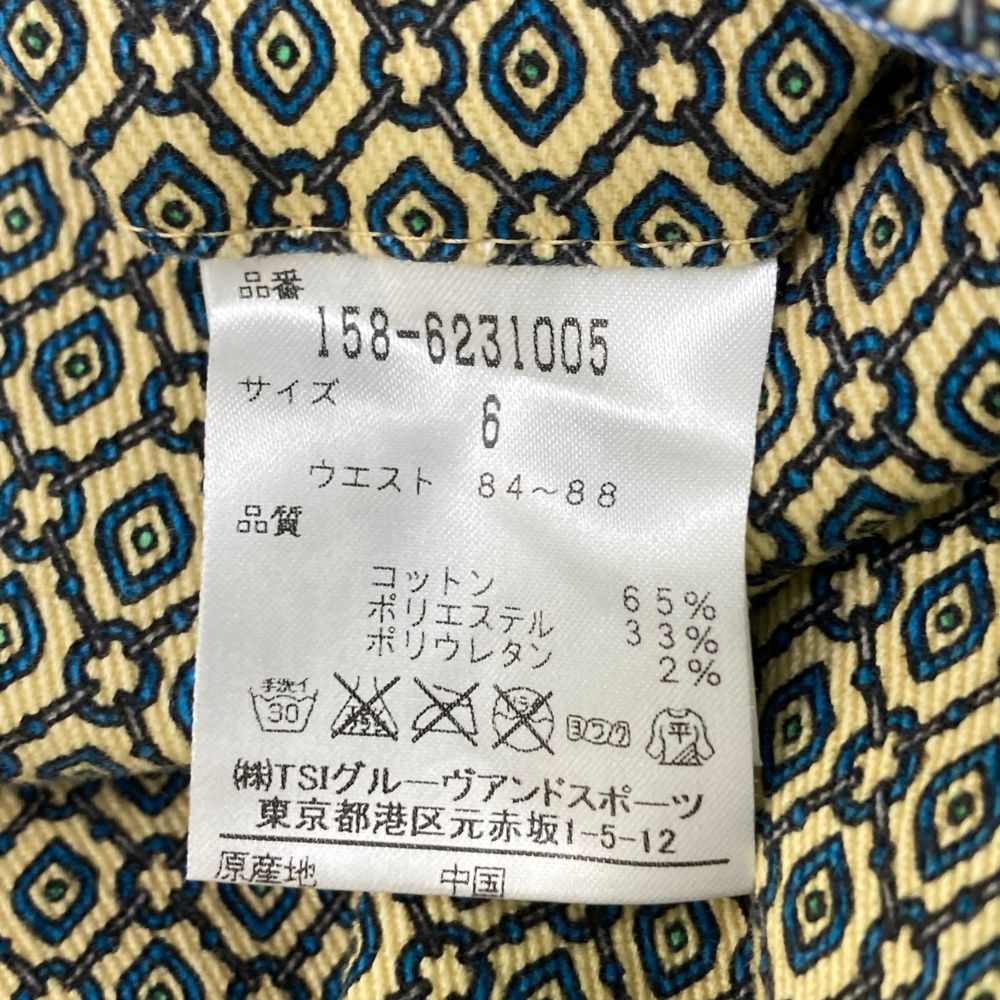 品番
158-6231005
サイズ
6
ウエスト 84~88
品質
コットン 65%
ポリエステル 33%
ポリウレタン 2%
手洗イ
30
ヨワク
平
㈱TSIグルーヴアンドスポーツ
東京都港区元赤坂1-5-12
原産地 中国